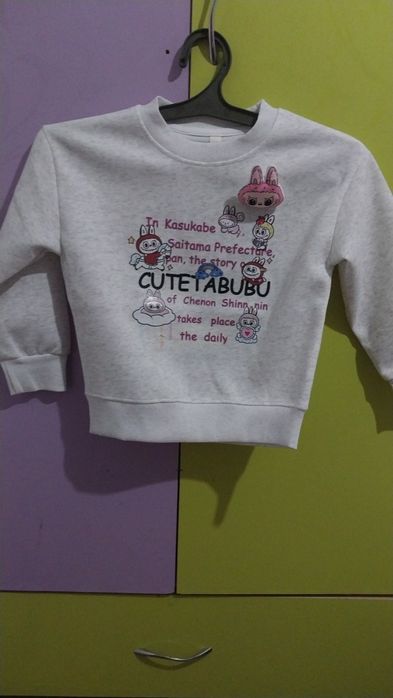 In Kasukabe
Saitama Prefecture,
pan, the story
CUTETABUBU
of Chenon Shinn nin
takes place
the daily